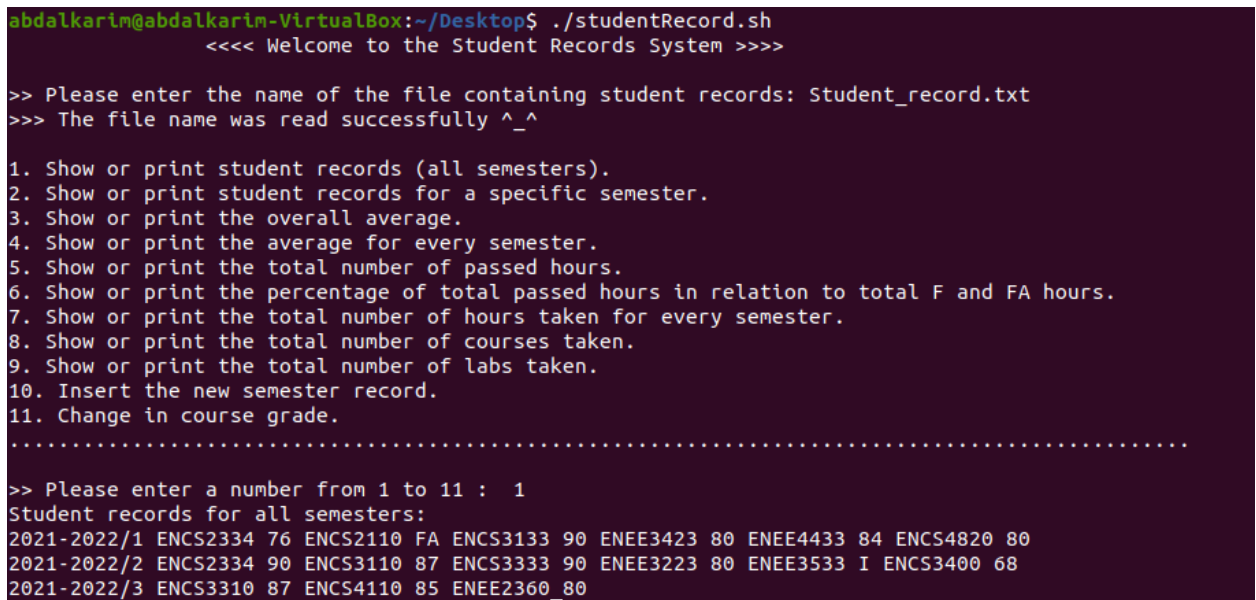 abdalkarim@abdalkarim-VirtualBox:~/Desktop$ ./studentRecord.sh
<<<< Welcome to the Student Records System >>>>
>> Please enter the name of the file containing student records: Student_record.txt
>>> The file name was read successfully ^_^
1. Show or print student records (all semesters).
2. Show or print student records for a specific semester.
3. Show or print the overall average.
4. Show or print the average for every semester.
5. Show or print the total number of passed hours.
6. Show or print the percentage of total passed hours in relation to total F and FA hours.
7. Show or print the total number of hours taken for every semester.
8. Show or print the total number of courses taken.
9. Show or print the total number of labs taken.
10. Insert the new semester record.
11. Change in course grade.
...............................................................................................
>> Please enter a number from 1 to 11 :  1
Student records for all semesters:
2021-2022/1 ENCS2334 76 ENCS2110 FA ENCS3133 90 ENEE3423 80 ENEE4433 84 ENCS4820 80
2021-2022/2 ENCS2334 90 ENCS3110 87 ENCS3333 90 ENEE3223 80 ENEE3533 I ENCS3400 68
2021-2022/3 ENCS3310 87 ENCS4110 85 ENEE2360 80